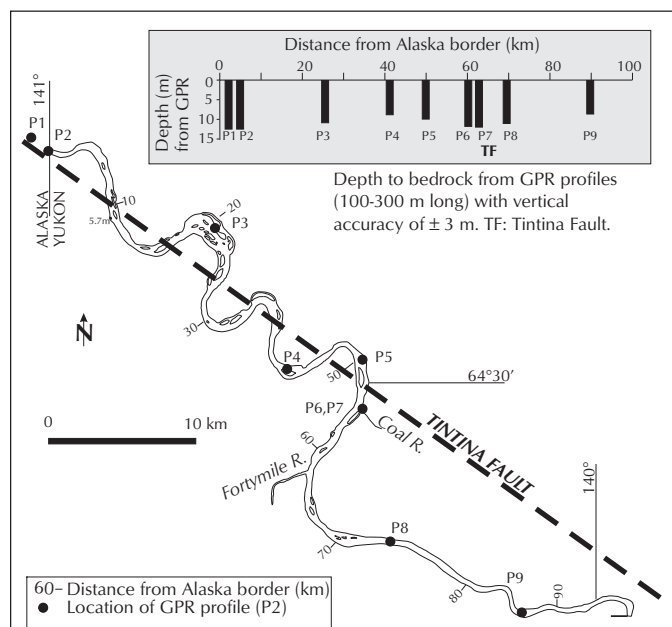 Distance from Alaska border (km)
0 20 40 60 80 100
Depth (m)
from GPR
0
5
10
15
P1 P2 P3 P4 P5 P6 P7 P8 P9
TF
Depth to bedrock from GPR profiles
(100-300 m long) with vertical
accuracy of ± 3 m. TF: Tintina Fault.
141°
P1
P2
ALASKA
YUKON
10
5.7m
20
P3
30
N
P4
50
P5
64°30'
0 10 km
P6,P7
Coal R.
TINTINA FAULT
60
Fortymile R.
140°
70
P8
80
P9
90
60– Distance from Alaska border (km)
● Location of GPR profile (P2)